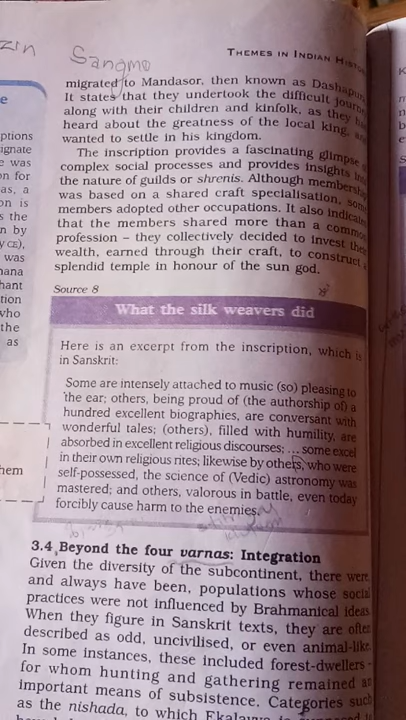 Sangmo
THEMES IN INDIAN
migrated to Mandasor, then known as Dashapura.
It states that they undertook the difficult
along with their children and kinfolk, as they
heard about the greatness of the local king,
wanted to settle in his kingdom.
The inscription provides a fascinating glimpse
complex social processes and provides insights
the nature of guilds or shrenis. Although
was based on a shared craft specialisation,
members adopted other occupations. It also
that the members shared more than a common
profession – they collectively decided to invest their
wealth, earned through their craft, to construct
splendid temple in honour of the sun god.
Source 8
What the silk weavers did
Here is an excerpt from the inscription, which is
in Sanskrit:
Some are intensely attached to music (so) pleasing to
the ear; others, being proud of (the authorship of) a
hundred excellent biographies, are conversant with
wonderful tales; (others), filled with humility, are
absorbed in excellent religious discourses; ... some excel
in their own religious rites; likewise by others, who were
self-possessed, the science of (Vedic) astronomy was
mastered; and others, valorous in battle, even today
forcibly cause harm to the enemies.
3.4 Beyond the four varnas: Integration
Given the diversity of the subcontinent, there were
and always have been, populations whose social
practices were not influenced by Brahmanical ideas.
When they figure in Sanskrit texts, they are often
described as odd, uncivilised, or even animal-like.
In some instances, these included forest-dwellers –
for whom hunting and gathering remained an
important means of subsistence. Categories such
as the nishada, to which